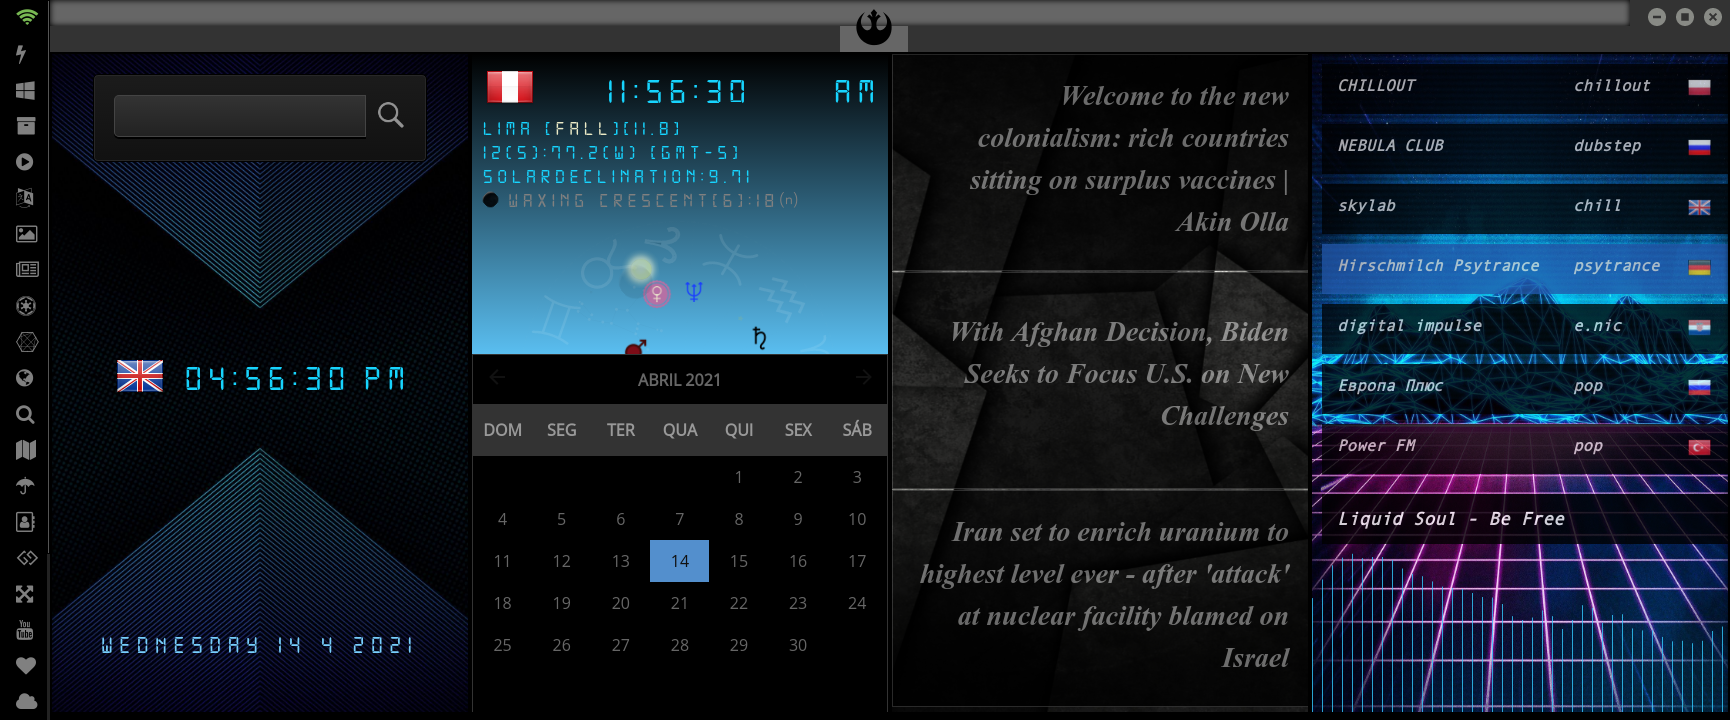 04:56:30 PM
WEDNESDAY 14 4 2021
11:56:30 AM
LIMA [FALL](11.8)
12(S):77.2(W) [GMT-5]
SOLARDECLINATION:9.71
WAXING CRESCENT[6]:18(n)
ABRIL 2021
DOM SEG TER QUA QUI SEX SÁB
1 2 3
4 5 6 7 8 9 10
11 12 13 14 15 16 17
18 19 20 21 22 23 24
25 26 27 28 29 30
Welcome to the new
colonialism: rich countries
sitting on surplus vaccines |
Akin Olla
With Afghan Decision, Biden
Seeks to Focus U.S. on New
Challenges
Iran set to enrich uranium to
highest level ever - after 'attack'
at nuclear facility blamed on
Israel
CHILLOUT chillout
NEBULA CLUB dubstep
skylab chill
Hirschmilch Psytrance psytrance
digital impulse e.nic
Европа Плюс pop
Power FM pop
Liquid Soul - Be Free
You
Tube